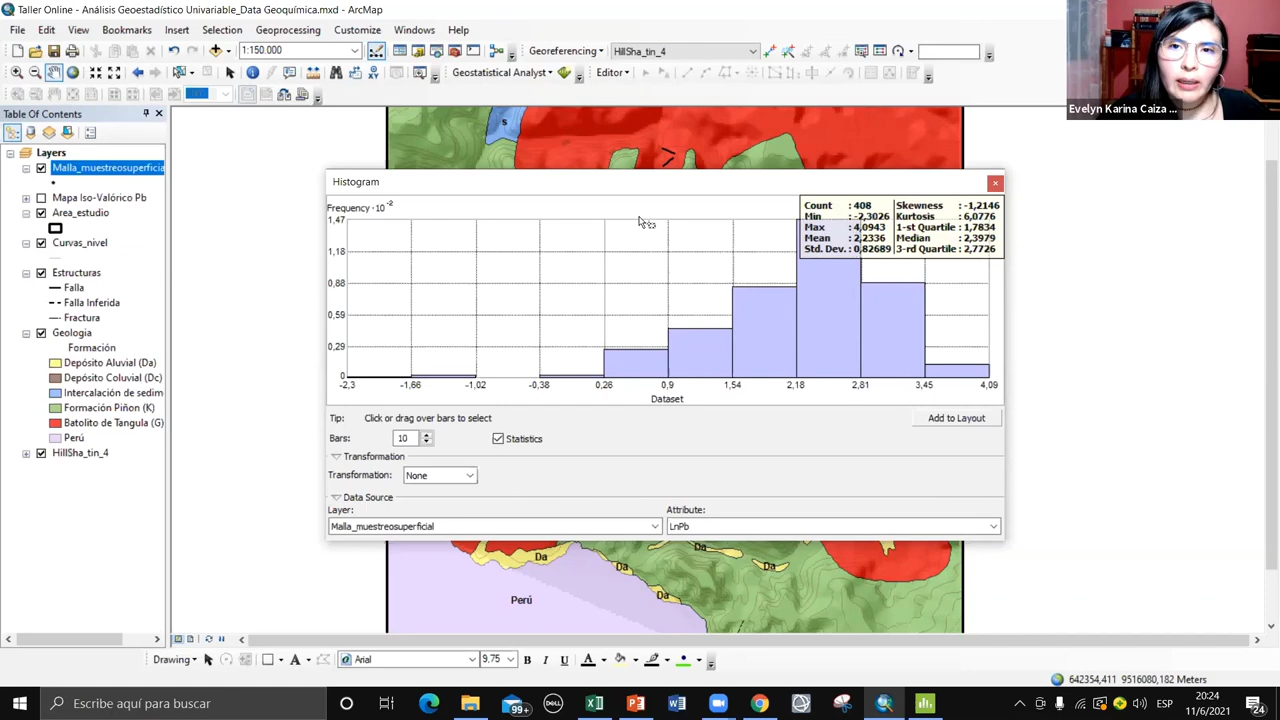 Taller Online - Análisis Geoestadístico Univariable_Data Geoquímica.mxd - ArcMap
File Edit View Bookmarks Insert Selection Geoprocessing Customize Windows Help
1:150.000 Georeferencing HillSha_tin_4
Geostatistical Analyst Editor
Table Of Contents
Layers
Malla_muestreosuperficia
Mapa Iso-Valórico Pb
Area_estudio
Curvas_nivel
Estructuras
Falla
Falla Inferida
Fractura
Geologia
Formación
Depósito Aluvial (Da)
Depósito Coluvial (Dc)
Intercalación de sedim
Formación Piñon (K)
Batolito de Tangula (G)
Perú
HillSha_tin_4
s
Histogram
Frequency · 10 -2
1,47
1,18
0,88
0,59
0,29
0
-2,3 -1,66 -1,02 -0,38 0,26 0,9 1,54 2,18 2,81 3,45 4,09
Dataset
Count : 408 Skewness : -1,2146
Min : -2,3026 Kurtosis : 6,0776
Max : 4,0943 1-st Quartile : 1,7834
Mean : 2,2336 Median : 2,3979
Std. Dev. : 0,82689 3-rd Quartile : 2,7726
Tip: Click or drag over bars to select
Add to Layout
Bars: 10 Statistics
Transformation
Transformation: None
Data Source
Layer: Attribute:
Malla_muestreosuperficial LnPb
Da Da
Da Da
Da
Perú
Drawing Arial 9.75 B I U A
642354,411 9516080,182 Meters
Evelyn Karina Caiza ...
Escribe aquí para buscar
99+
DELL
ESP
20:24
11/6/2021
24